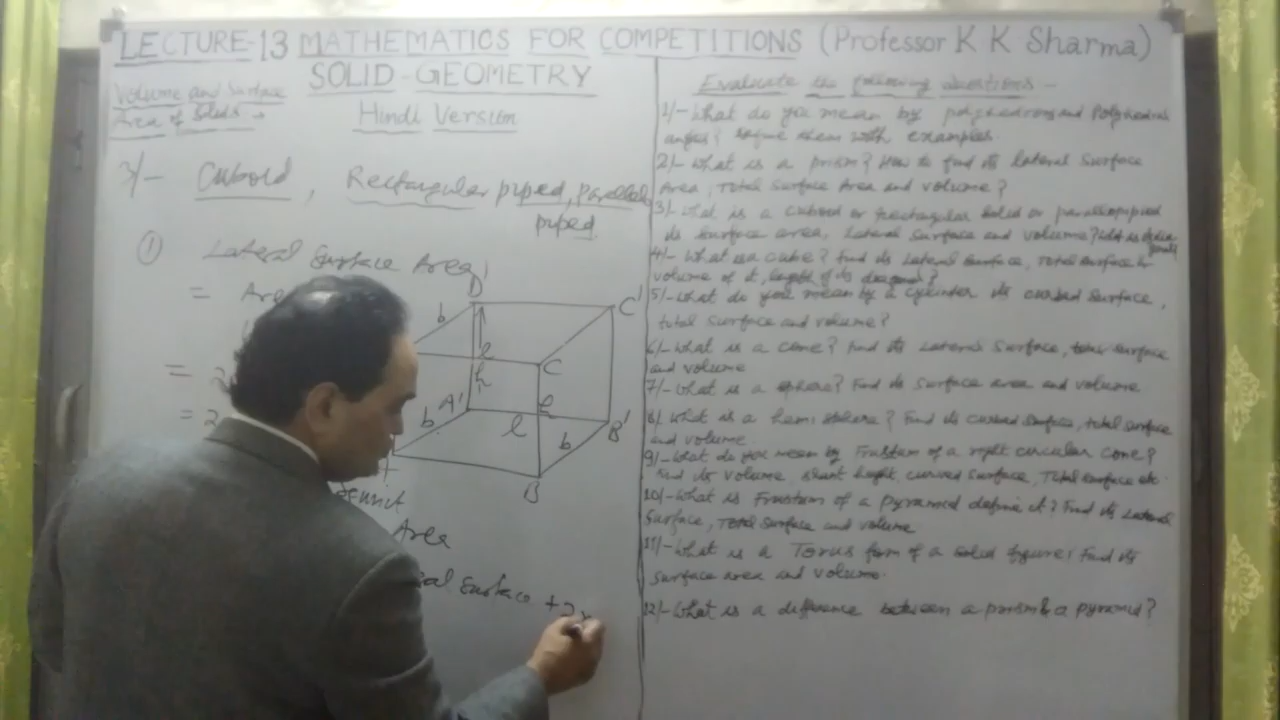 LECTURE-13 MATHEMATICS FOR COMPETITIONS (Professor K K Sharma)
SOLID-GEOMETRY
Volume and Surface
Area of Solids →
Hindi Version
3/- Cuboid, Rectangular piped, parallelo
piped
① Lateral Surface Area
= Are
= 2
= 2
unit
Area
Surface + 2x
D'
C'
b
C
h
A'
b
l
b
B'
B
Evaluate the following questions -
1/- What do you mean by polyhedrons and Polyhedral
angles? Define them with examples.
2/- What is a prism? How to find its lateral Surface
Area, Total Surface Area and volume?
3/- What is a cuboid or rectangular solid or parallelopiped
its surface area, lateral surface and volume?
4/- What is a cube? Find its Lateral Surface, Total surface &
volume of it, length of its diagonal?
5/- What do you mean by a cylinder its curved surface,
total surface and volume?
6/- What is a cone? Find its Lateral Surface, total surface
and volume
7/- What is a sphere? Find its surface area and volume
8/- What is a hemi sphere? Find its curved surface, total surface
and volume.
9/- What do you mean by Frustum of a right circular cone?
Find its volume, slant height, curved surface, Total surface etc.
10/- What is Frustum of a pyramid define it? Find its Lateral
Surface, Total surface and volume
11/- What is a Torus form of a solid figure? Find its
surface area and volume.
12/- What is a difference between a prism & a pyramid?